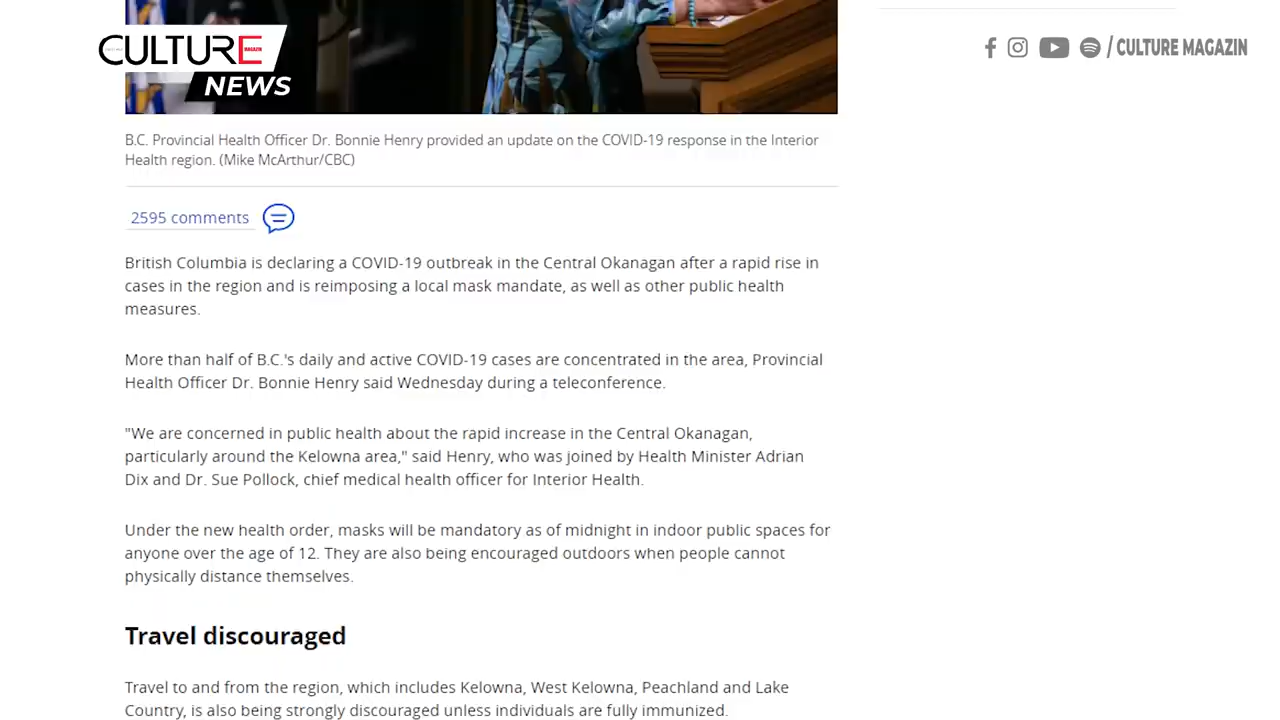 CULTURE MAGAZIN
NEWS
/ CULTURE MAGAZIN
B.C. Provincial Health Officer Dr. Bonnie Henry provided an update on the COVID-19 response in the Interior
Health region. (Mike McArthur/CBC)
2595 comments
British Columbia is declaring a COVID-19 outbreak in the Central Okanagan after a rapid rise in
cases in the region and is reimposing a local mask mandate, as well as other public health
measures.
More than half of B.C.'s daily and active COVID-19 cases are concentrated in the area, Provincial
Health Officer Dr. Bonnie Henry said Wednesday during a teleconference.
"We are concerned in public health about the rapid increase in the Central Okanagan,
particularly around the Kelowna area," said Henry, who was joined by Health Minister Adrian
Dix and Dr. Sue Pollock, chief medical health officer for Interior Health.
Under the new health order, masks will be mandatory as of midnight in indoor public spaces for
anyone over the age of 12. They are also being encouraged outdoors when people cannot
physically distance themselves.
Travel discouraged
Travel to and from the region, which includes Kelowna, West Kelowna, Peachland and Lake
Country, is also being strongly discouraged unless individuals are fully immunized.